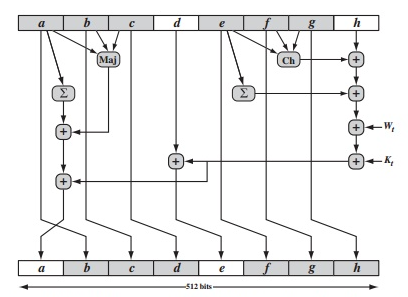 a b c d e f g h
Maj Ch +
Σ Σ +
+ + W_t
+ + K_t
+
a b c d e f g h
512 bits